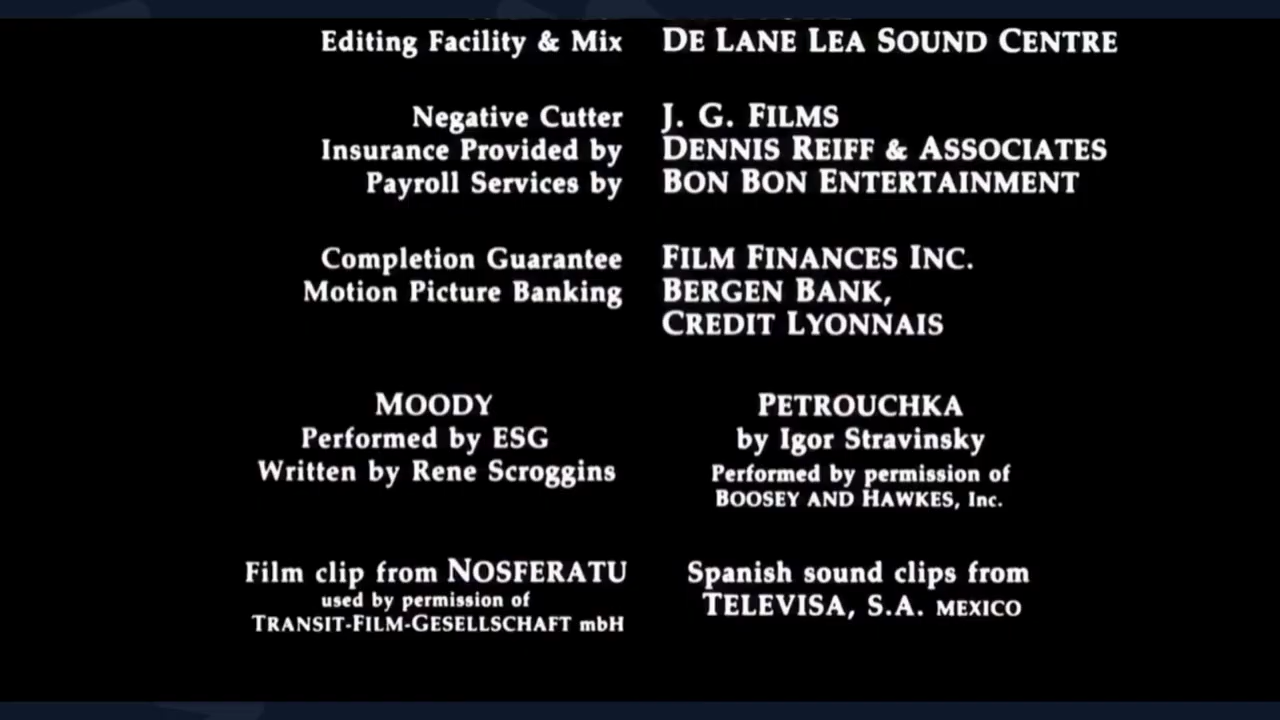 Editing Facility & Mix DE LANE LEA SOUND CENTRE
Negative Cutter J. G. FILMS
Insurance Provided by DENNIS REIFF & ASSOCIATES
Payroll Services by BON BON ENTERTAINMENT
Completion Guarantee FILM FINANCES INC.
Motion Picture Banking BERGEN BANK,
CREDIT LYONNAIS
MOODY
Performed by ESG
Written by Rene Scroggins
PETROUCHKA
by Igor Stravinsky
Performed by permission of
BOOSEY AND HAWKES, Inc.
Film clip from NOSFERATU
used by permission of
TRANSIT-FILM-GESELLSCHAFT mbH
Spanish sound clips from
TELEVISA, S.A. MEXICO